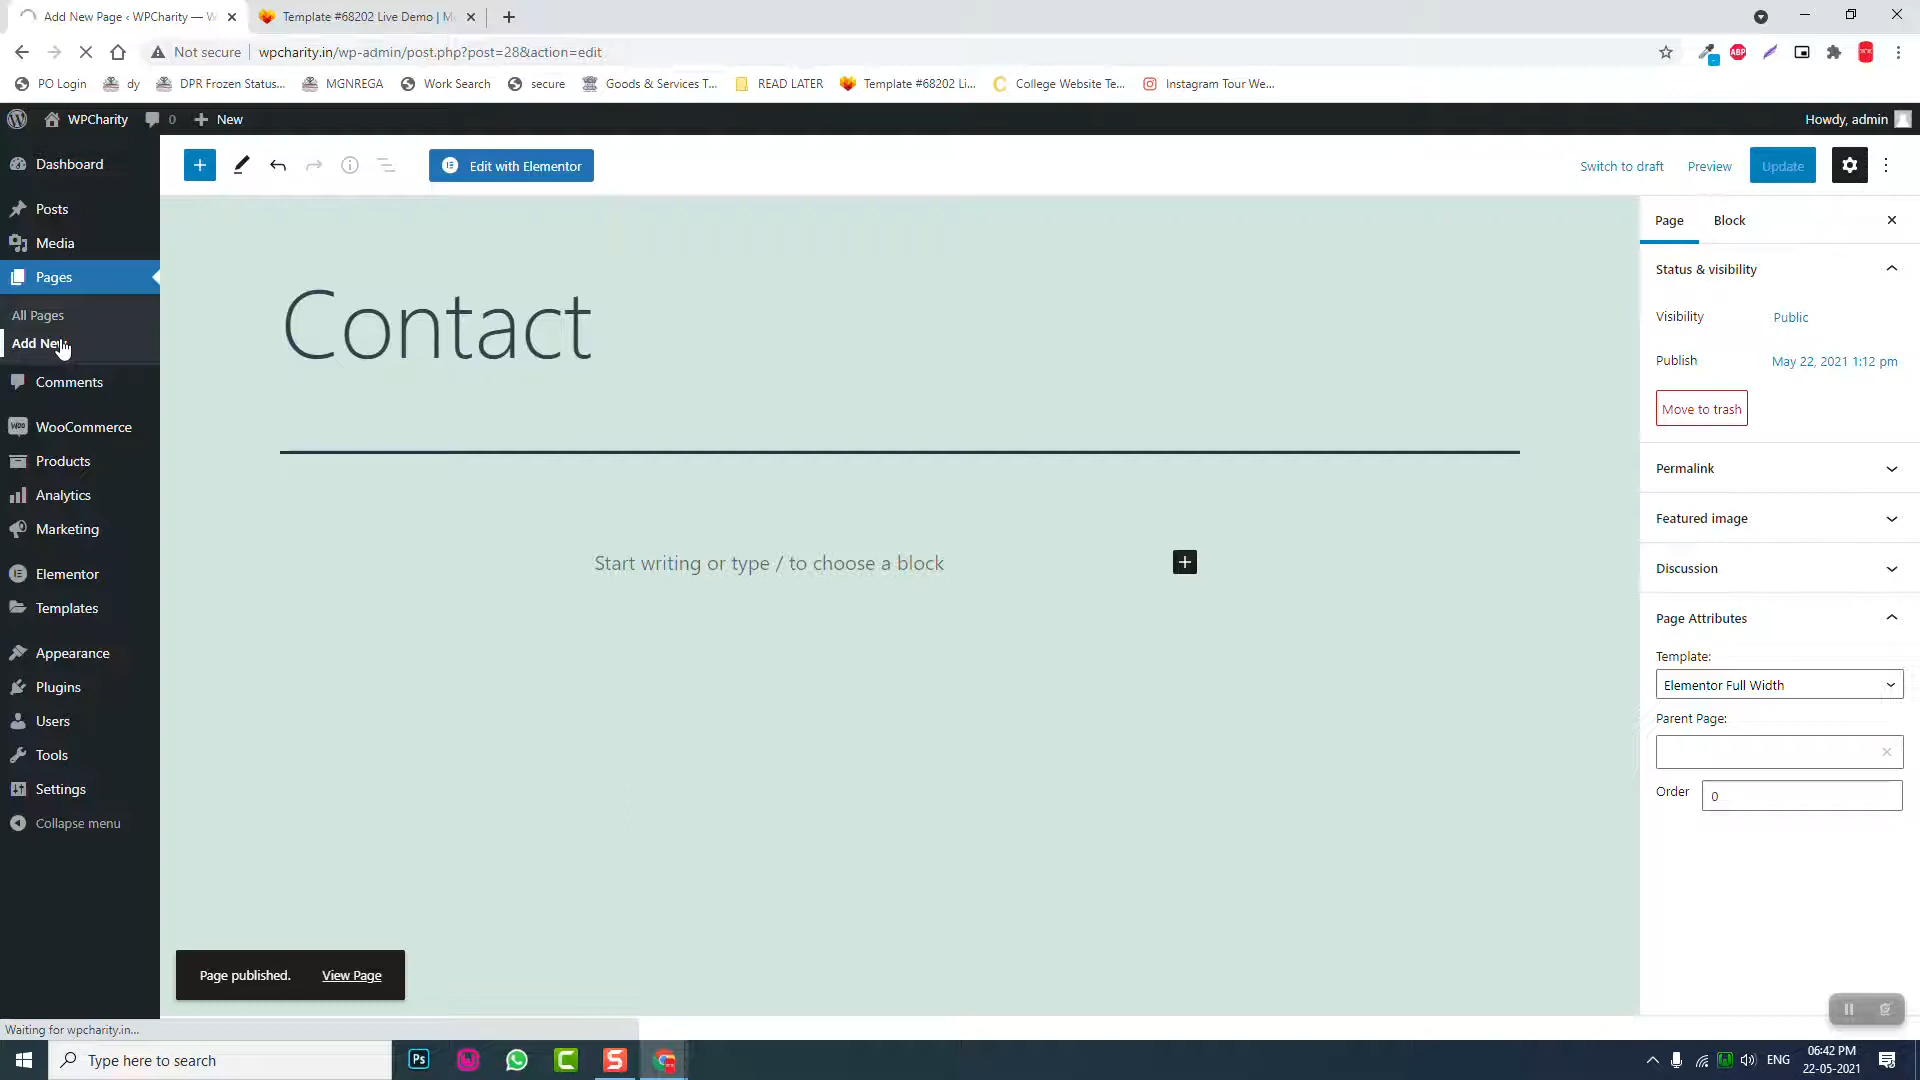 Add New Page ‹ WPCharity — W
Template #68202 Live Demo | Mo
Not secure
wpcharity.in/wp-admin/post.php?post=28&action=edit
ABP
PO Login
dy
DPR Frozen Status...
MGNREGA
Work Search
secure
Goods & Services T...
READ LATER
Template #68202 Li...
College Website Te...
Instagram Tour We...
WPCharity
0
New
Howdy, admin
Dashboard
Posts
Media
Pages
All Pages
Add New
Comments
WooCommerce
Products
Analytics
Marketing
Elementor
Templates
Appearance
Plugins
Users
Tools
Settings
Collapse menu
Edit with Elementor
Switch to draft
Preview
Update
Contact
Start writing or type / to choose a block
Page
Block
Status & visibility
Visibility
Public
Publish
May 22, 2021 1:12 pm
Move to trash
Permalink
Featured image
Discussion
Page Attributes
Template:
Elementor Full Width
Parent Page:
Order
0
Page published.
View Page
Waiting for wpcharity.in...
Type here to search
Ps
ENG
06:42 PM
22-05-2021